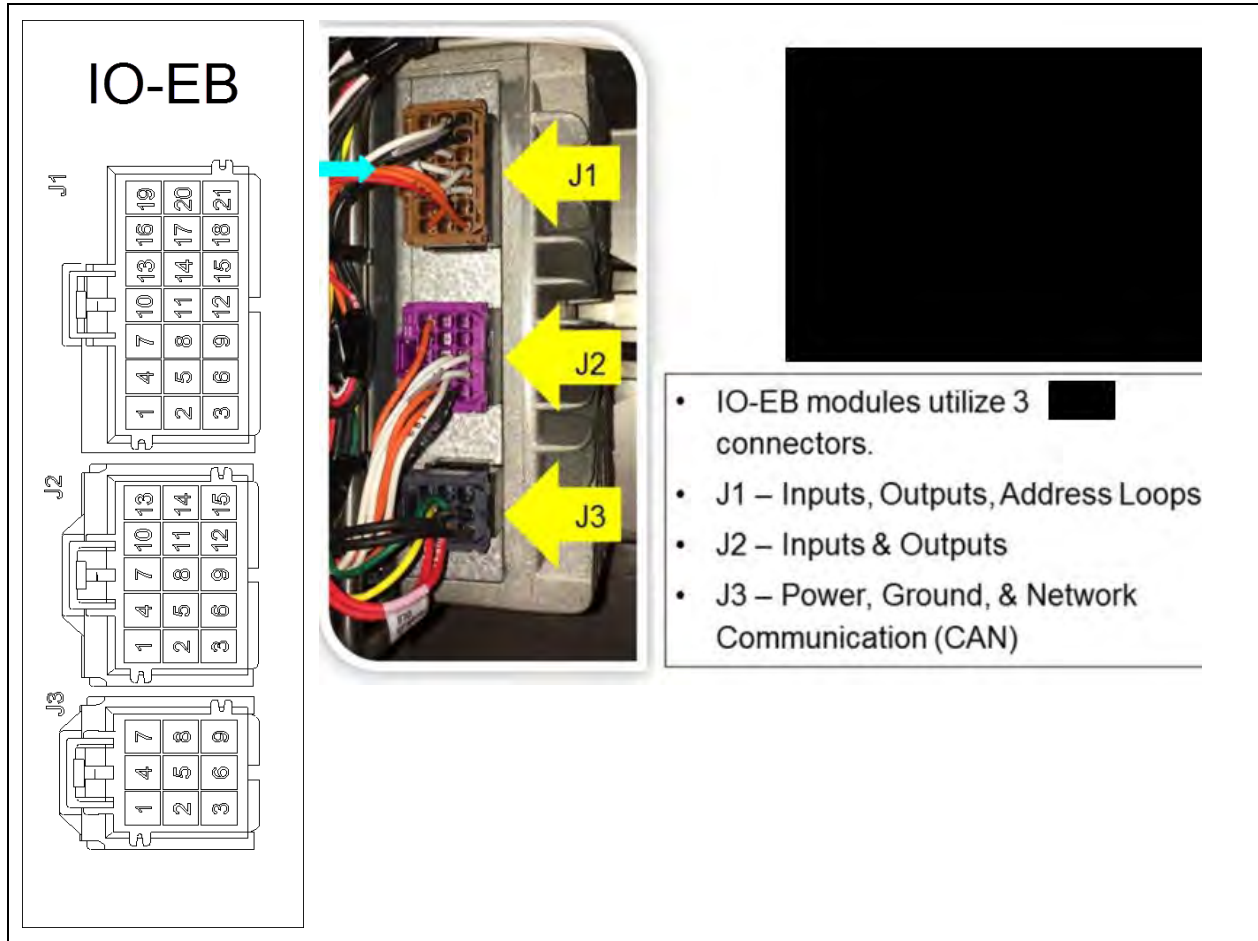 IO-EB
J1
19 20 21
16 17 18
13 14 15
10 11 12
7 8 9
4 5 6
1 2 3
J2
13 14 15
10 11 12
7 8 9
4 5 6
1 2 3
J3
7 8 9
4 5 6
1 2 3
J1
J2
J3
• IO-EB modules utilize 3
connectors.
• J1 – Inputs, Outputs, Address Loops
• J2 – Inputs & Outputs
• J3 – Power, Ground, & Network
Communication (CAN)